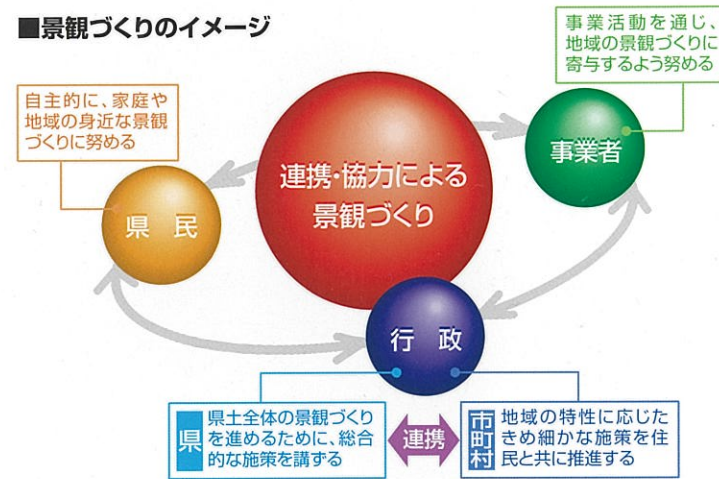 ■景観づくりのイメージ
事業活動を通じ、
地域の景観づくりに
寄与するよう努める
自主的に、家庭や
地域の身近な景観
づくりに努める
連携・協力による
景観づくり
事業者
県 民
行 政
県
県土全体の景観づくり
を進めるために、総合
的な施策を講ずる
連携
市町村
地域の特性に応じた
きめ細かな施策を住
民と共に推進する